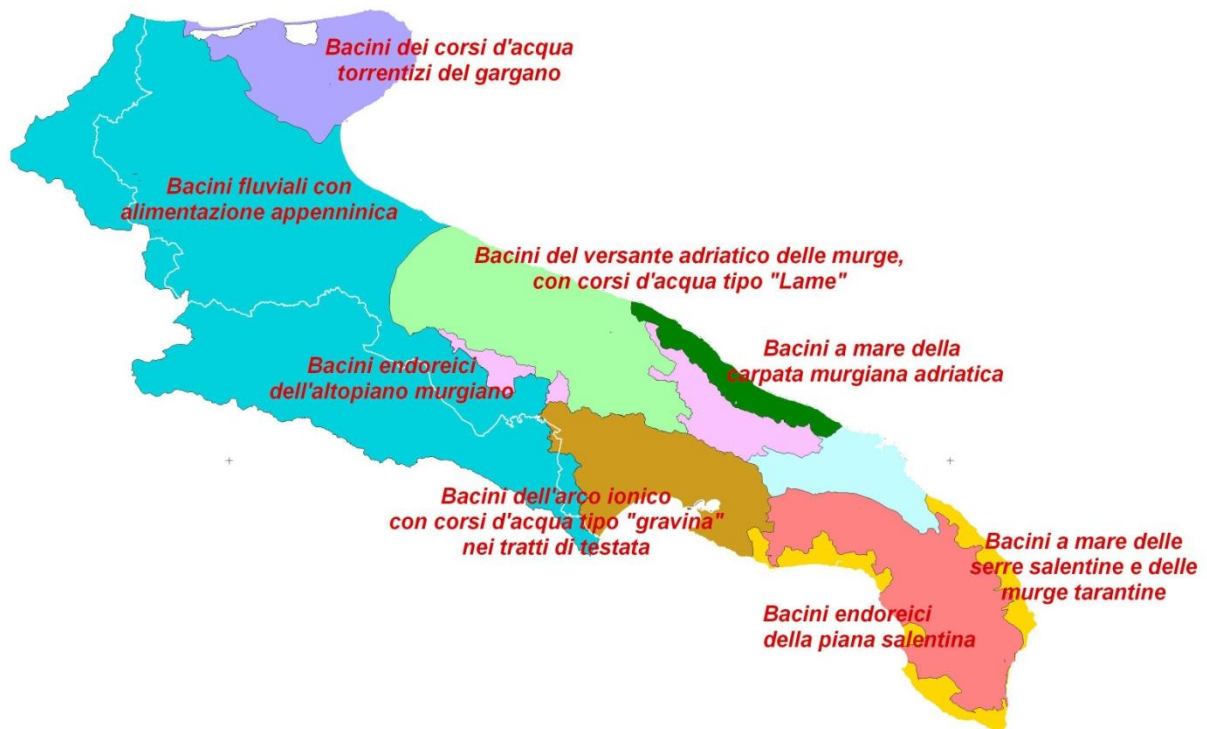 Bacini dei corsi d'acqua
torrentizi del gargano
Bacini fluviali con
alimentazione appenninica
Bacini del versante adriatico delle murge,
con corsi d'acqua tipo "Lame"
Bacini a mare della
carpata murgiana adriatica
Bacini endoreici
dell'altopiano murgiano
Bacini dell'arco ionico
con corsi d'acqua tipo "gravina"
nei tratti di testata
Bacini a mare delle
serre salentine e delle
murge tarantine
Bacini endoreici
della piana salentina